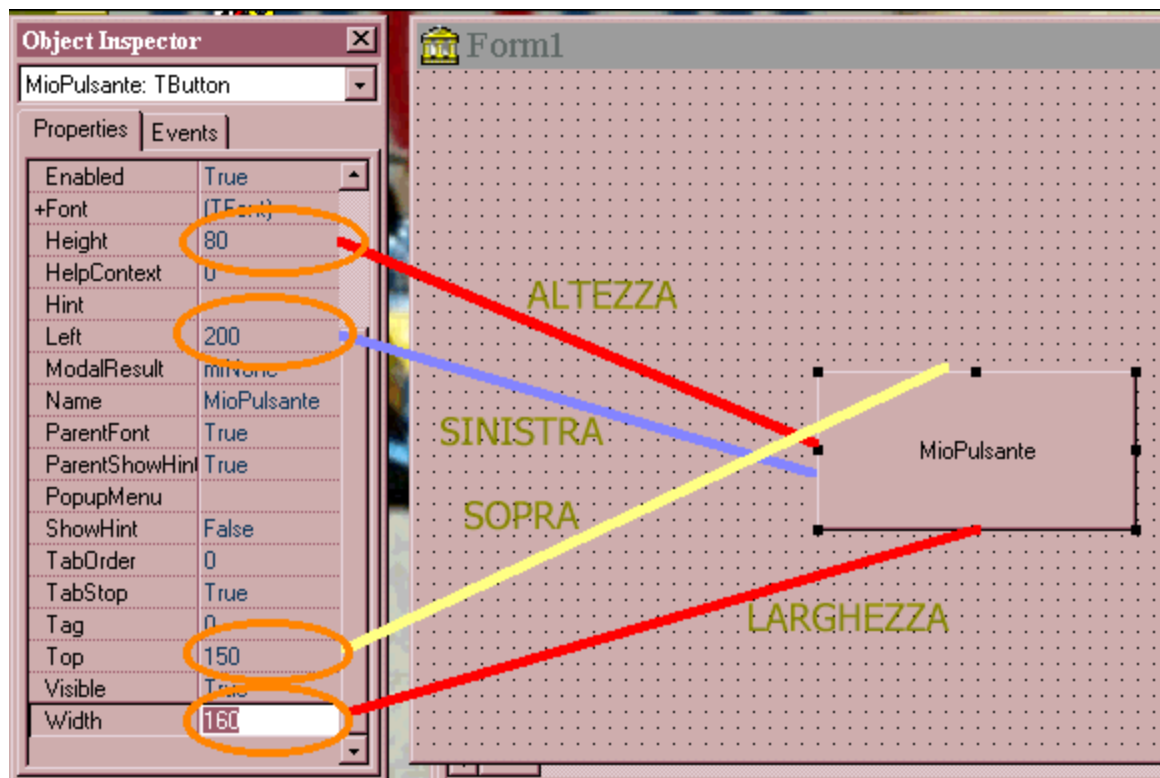 Object Inspector
MioPulsante: TButton
Properties Events
Enabled True
+Font (TFont)
Height 80
HelpContext 0
Hint
Left 200
ModalResult mrNone
Name MioPulsante
ParentFont True
ParentShowHint True
PopupMenu
ShowHint False
TabOrder 0
TabStop True
Tag 0
Top 150
Visible True
Width 160
Form1
ALTEZZA
SINISTRA
SOPRA
LARGHEZZA
MioPulsante